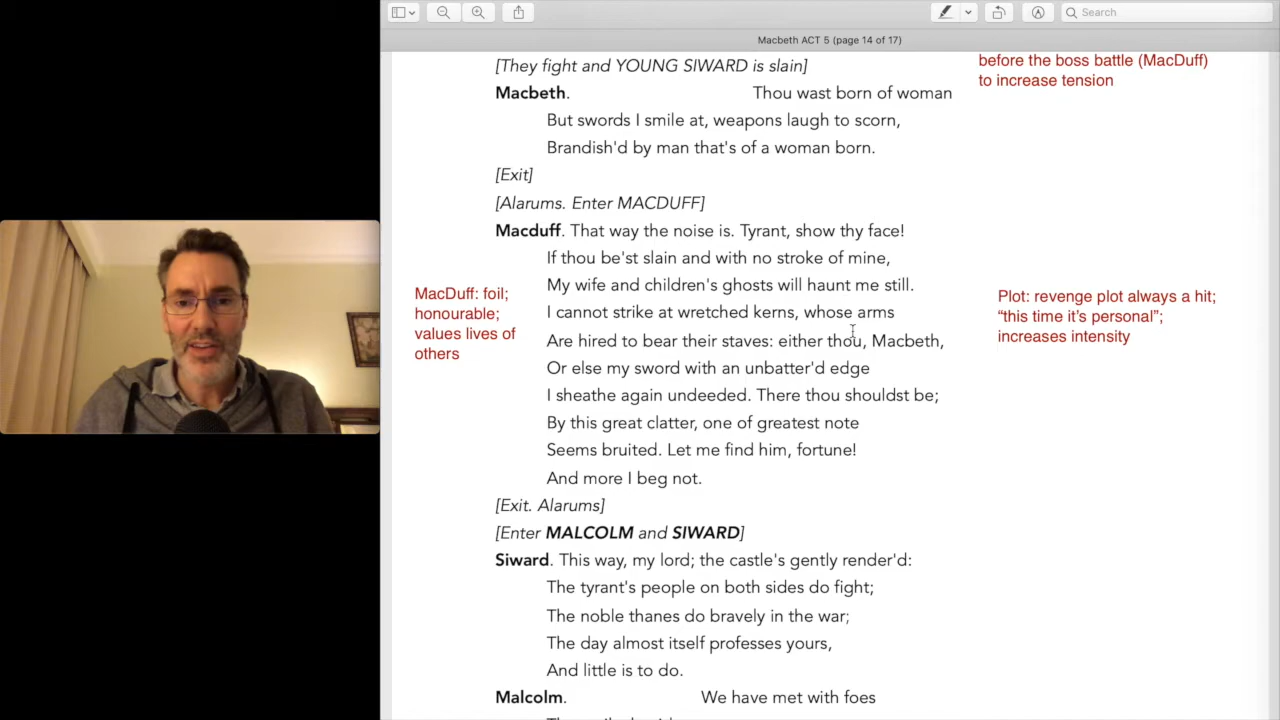 Search
Macbeth ACT 5 (page 14 of 17)
before the boss battle (MacDuff)
to increase tension
[They fight and YOUNG SIWARD is slain]
Macbeth. Thou wast born of woman
But swords I smile at, weapons laugh to scorn,
Brandish'd by man that's of a woman born.
[Exit]
[Alarums. Enter MACDUFF]
Macduff. That way the noise is. Tyrant, show thy face!
If thou be'st slain and with no stroke of mine,
My wife and children's ghosts will haunt me still.
I cannot strike at wretched kerns, whose arms
Are hired to bear their staves: either thou, Macbeth,
Or else my sword with an unbatter'd edge
I sheathe again undeeded. There thou shouldst be;
By this great clatter, one of greatest note
Seems bruited. Let me find him, fortune!
And more I beg not.
MacDuff: foil;
honourable;
values lives of
others
Plot: revenge plot always a hit;
“this time it's personal”;
increases intensity
[Exit. Alarums]
[Enter MALCOLM and SIWARD]
Siward. This way, my lord; the castle's gently render'd:
The tyrant's people on both sides do fight;
The noble thanes do bravely in the war;
The day almost itself professes yours,
And little is to do.
Malcolm. We have met with foes